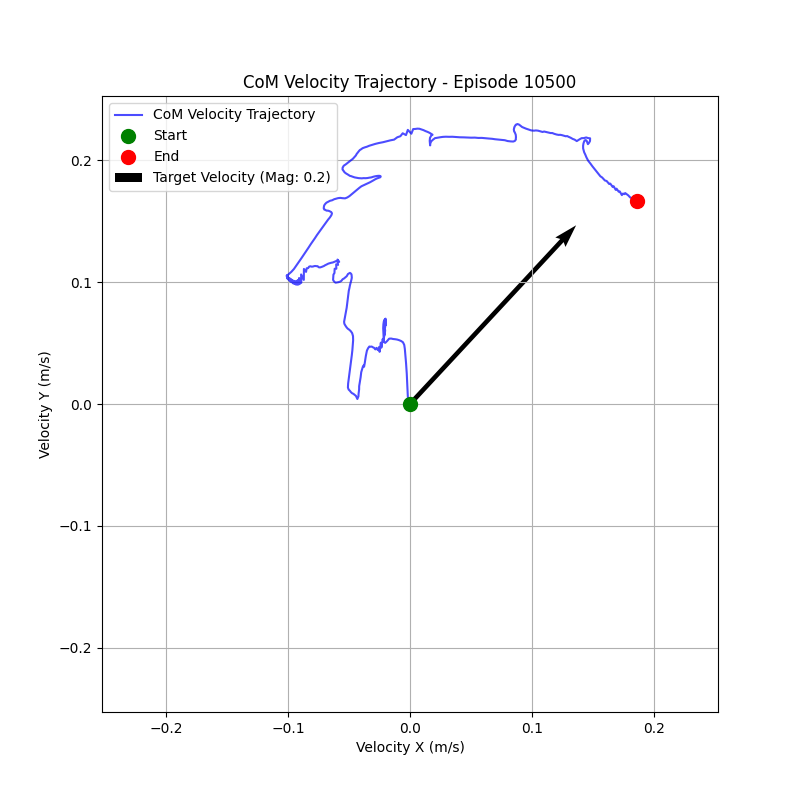 CoM Velocity Trajectory - Episode 10500
CoM Velocity Trajectory
Start
End
Target Velocity (Mag: 0.2)
0.2
0.1
0.0
−0.1
−0.2
Velocity Y (m/s)
−0.2
−0.1
0.0
0.1
0.2
Velocity X (m/s)